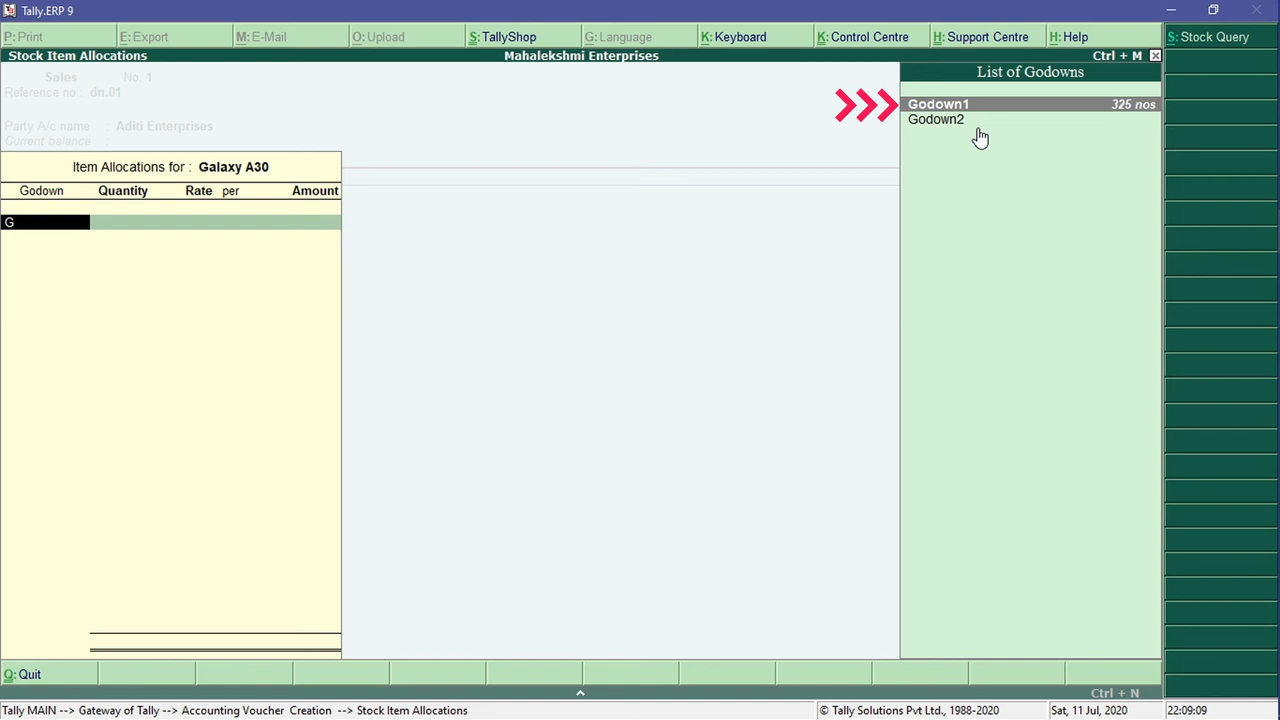 Tally.ERP 9
P: Print E: Export M: E-Mail O: Upload S: TallyShop G: Language K: Keyboard K: Control Centre H: Support Centre H: Help S: Stock Query
Stock Item Allocations Mahalekshmi Enterprises Ctrl + M
List of Godowns
Sales No. 1
Reference no.: dn.01
Godown1 325 nos
Godown2
Party A/c name : Aditi Enterprises
Current balance :
Item Allocations for : Galaxy A30
Godown Quantity Rate per Amount
G
Q: Quit
Ctrl + N
Tally MAIN --> Gateway of Tally --> Accounting Voucher Creation --> Stock Item Allocations © Tally Solutions Pvt Ltd., 1988-2020 Sat, 11 Jul, 2020 22:09:09